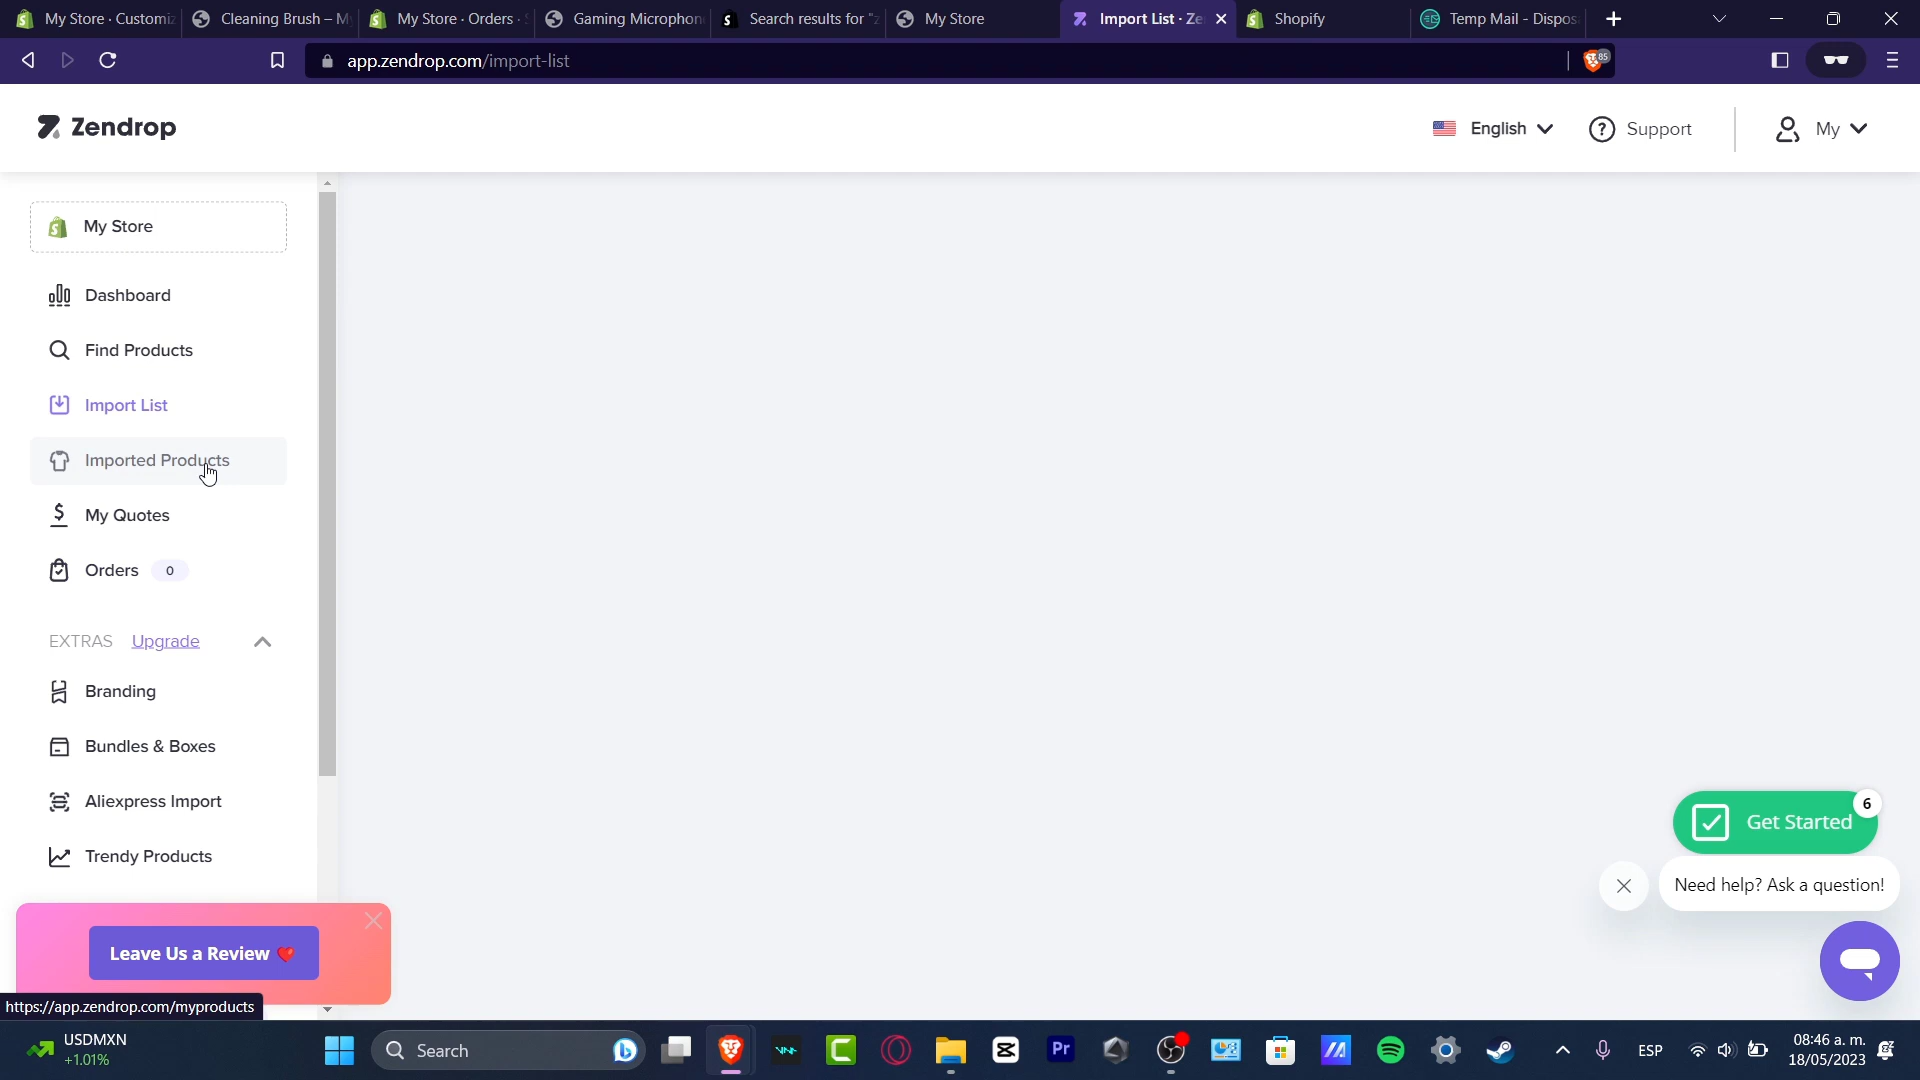 My Store · Customiz
Cleaning Brush – M
My Store · Orders ·
Gaming Microphon
Search results for "z
My Store
Import List · Ze
Shopify
Temp Mail - Dispos
app.zendrop.com/import-list
85
Zendrop
English
Support
My
My Store
Dashboard
Find Products
Import List
Imported Products
My Quotes
Orders 0
EXTRAS Upgrade
Branding
Bundles & Boxes
Aliexpress Import
Trendy Products
6
Get Started
Need help? Ask a question!
Leave Us a Review
https://app.zendrop.com/myproducts
USDMXN
+1.01%
Search
Pr
ESP
08:46 a. m.
18/05/2023